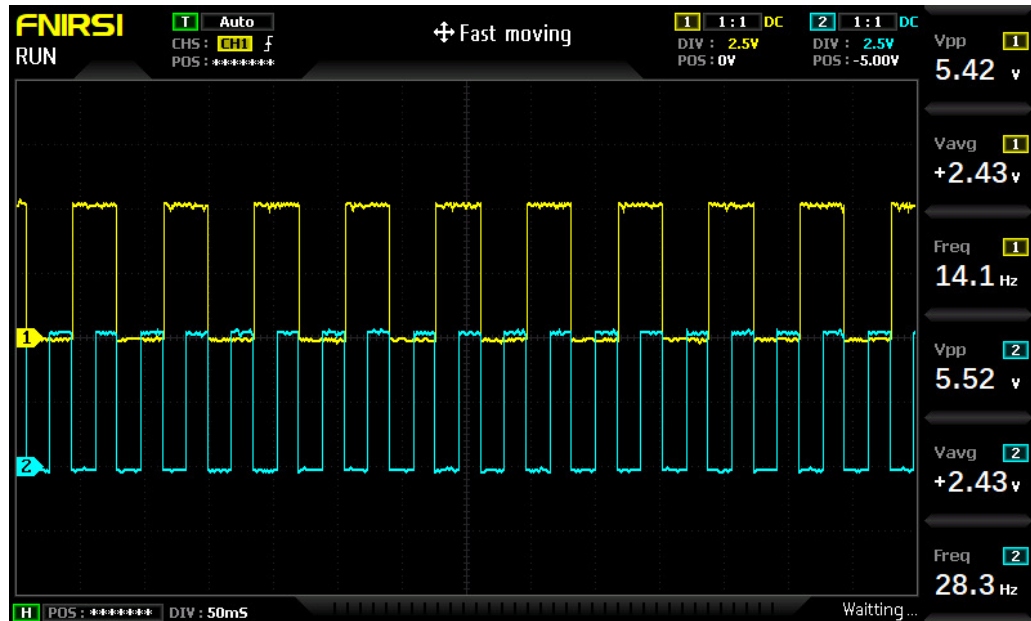 FNIRSI
RUN
T Auto
CHS: CH1
POS:********
Fast moving
1 1:1 DC
DIV: 2.5V
POS:0V
2 1:1 DC
DIV: 2.5V
POS:-5.00V
Vpp 1
5.42 v
Vavg 1
+2.43 v
Freq 1
14.1 Hz
Vpp 2
5.52 v
Vavg 2
+2.43 v
Freq 2
28.3 Hz
1
2
H POS: ******* DIV: 50mS
Waitting...